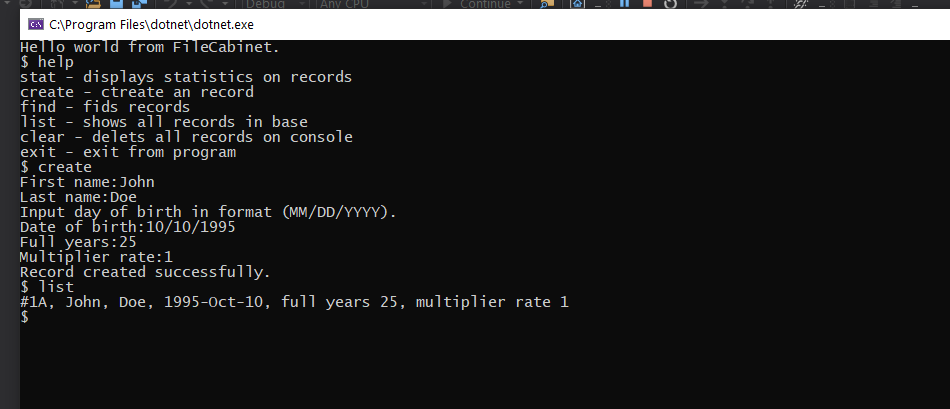 Debug
Any CPU
Continue
C:\Program Files\dotnet\dotnet.exe
Hello world from FileCabinet.
$ help
stat - displays statistics on records
create - ctreate an record
find - fids records
list - shows all records in base
clear - delets all records on console
exit - exit from program
$ create
First name:John
Last name:Doe
Input day of birth in format (MM/DD/YYYY).
Date of birth:10/10/1995
Full years:25
Multiplier rate:1
Record created successfully.
$ list
#1A, John, Doe, 1995-Oct-10, full years 25, multiplier rate 1
$